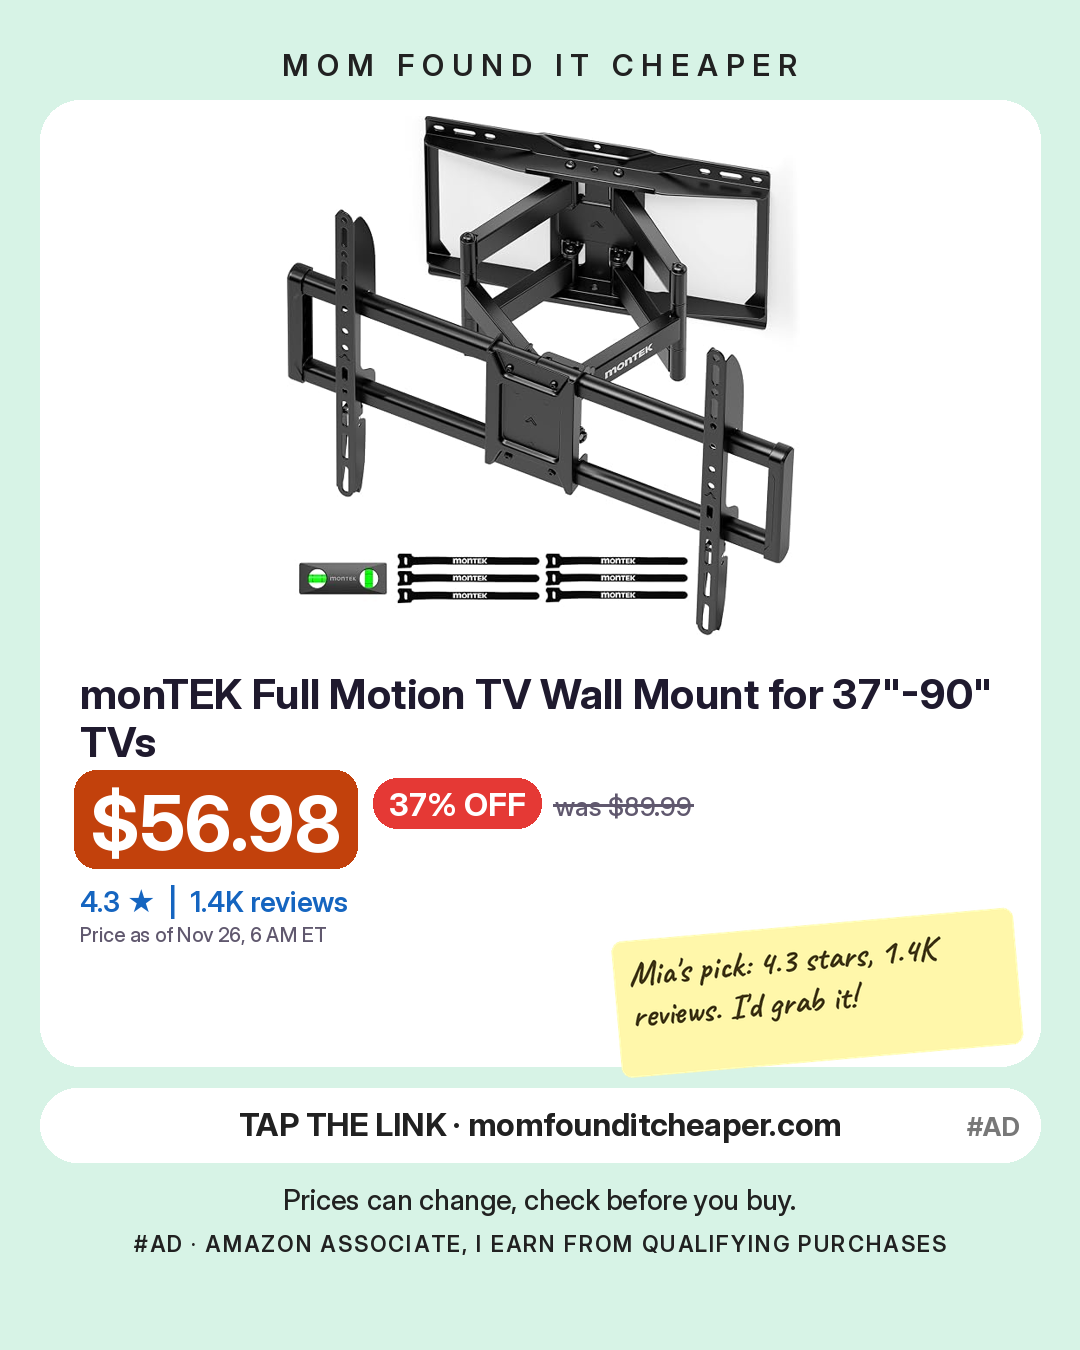 MOM FOUND IT CHEAPER
monTEK
monTEK
monTEK monTEK
monTEK monTEK
monTEK monTEK
monTEK Full Motion TV Wall Mount for 37"-90"
TVs
$56.98
37% OFF
was $89.99
4.3 ★ | 1.4K reviews
Price as of Nov 26, 6 AM ET
Mia's pick: 4.3 stars, 1.4K
reviews. I'd grab it!
TAP THE LINK · momfounditcheaper.com
#AD
Prices can change, check before you buy.
#AD · AMAZON ASSOCIATE, I EARN FROM QUALIFYING PURCHASES